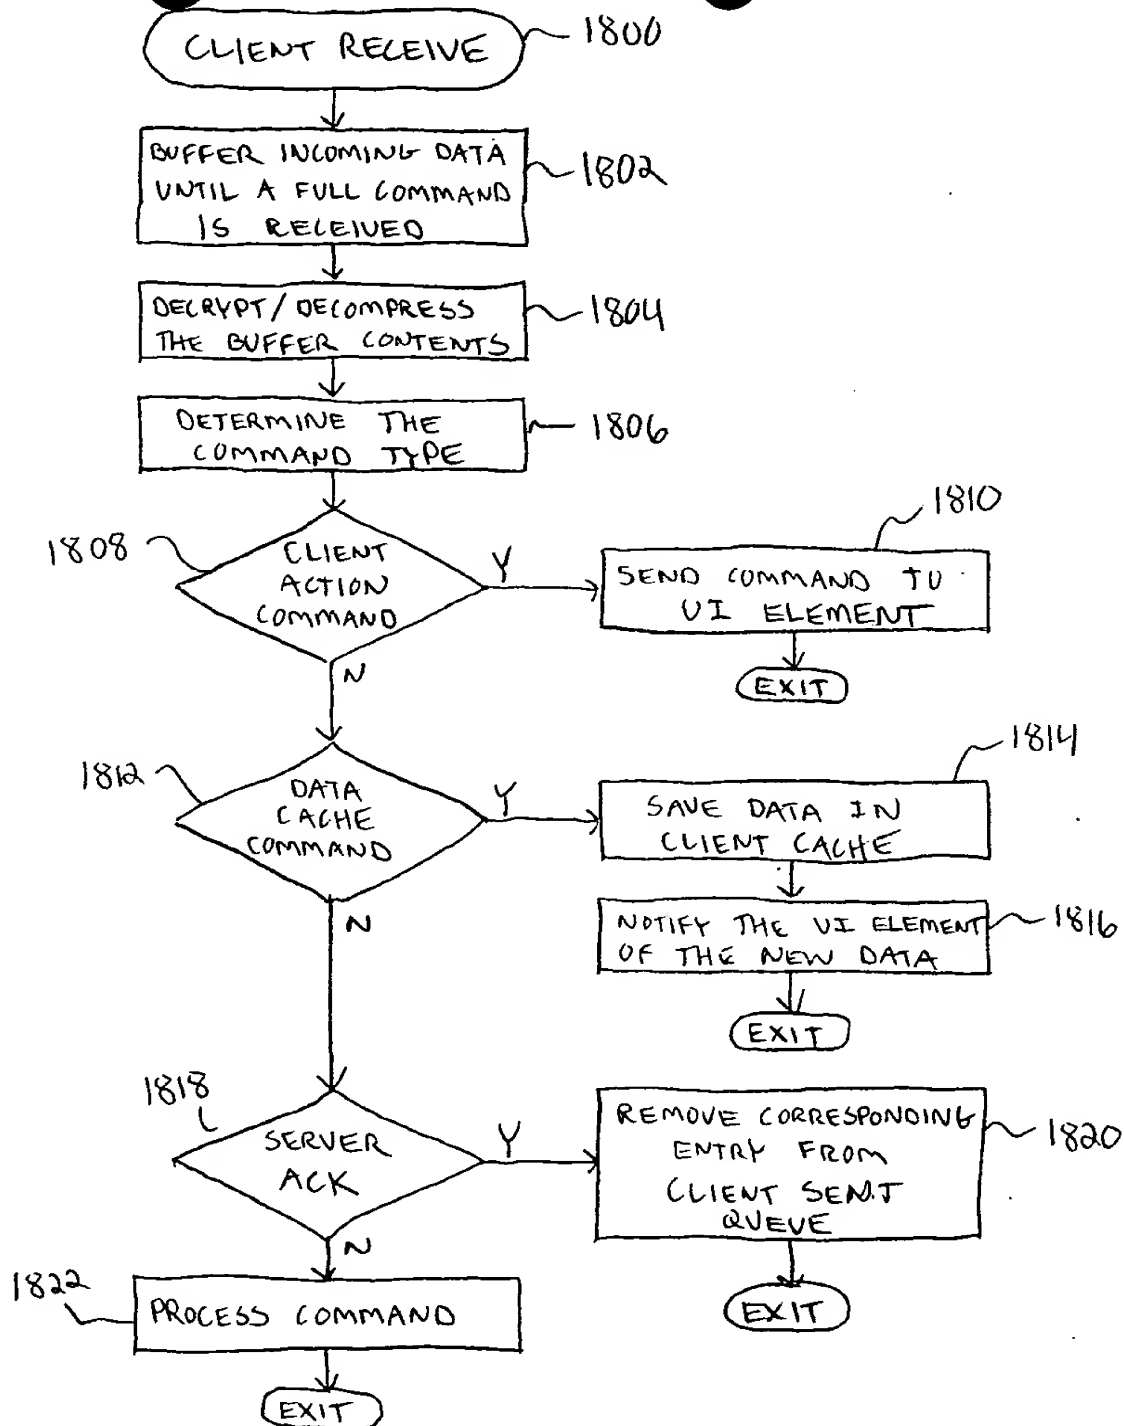 CLIENT RECEIVE
1800
BUFFER INCOMING DATA
UNTIL A FULL COMMAND
IS RECEIVED
1802
DECRYPT/DECOMPRESS
THE BUFFER CONTENTS
1804
DETERMINE THE
COMMAND TYPE
1806
1808
CLIENT
ACTION
COMMAND
Y
N
1810
SEND COMMAND TO
UI ELEMENT
EXIT
1812
DATA
CACHE
COMMAND
Y
N
1814
SAVE DATA IN
CLIENT CACHE
NOTIFY THE UI ELEMENT
OF THE NEW DATA
1816
EXIT
1818
SERVER
ACK
Y
N
REMOVE CORRESPONDING
ENTRY FROM
CLIENT SENT
QUEUE
1820
EXIT
1822
PROCESS COMMAND
EXIT